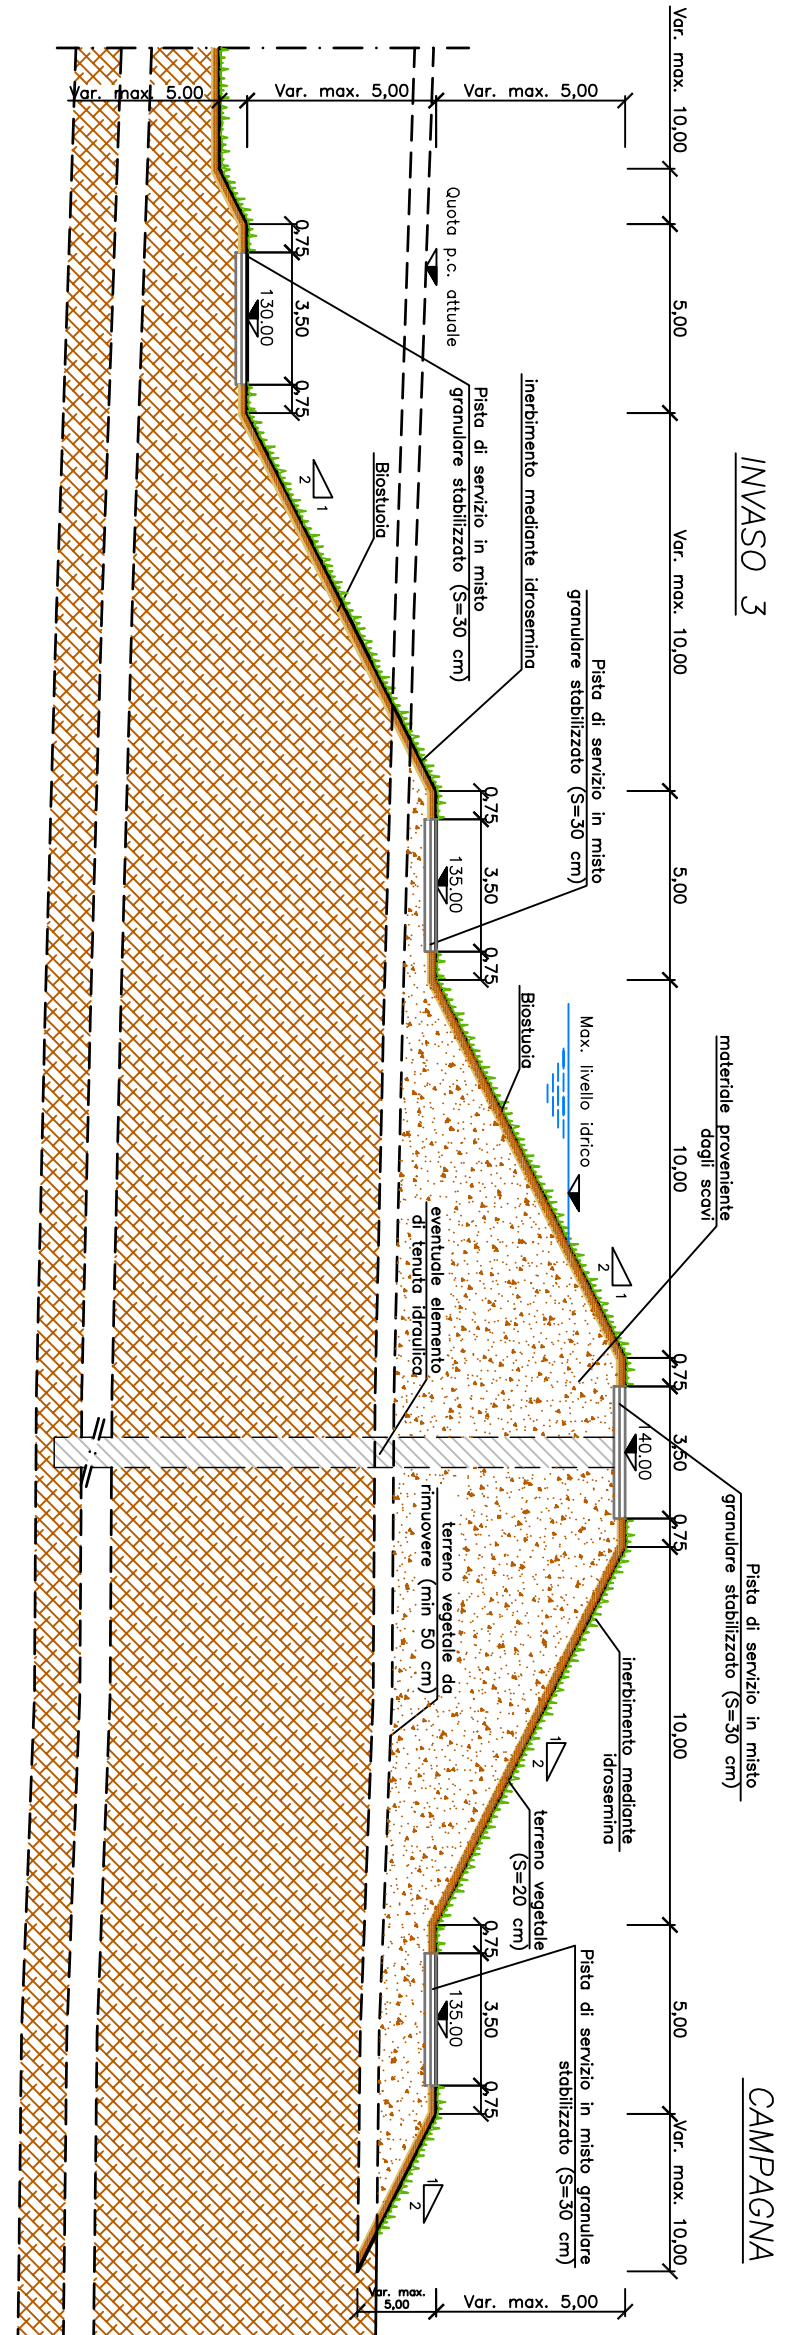 INVASO 3
CAMPAGNA
Var. max. 10,00
5,00
Var. max. 10,00
5,00
10,00
10,00
5,00
Var. max. 10,00
Var. max. 5.00
Var. max. 5,00
Var. max. 5,00
Quota p.c. attuale
0,75
3,50
0,75
130.00
Pista di servizio in misto
granulare stabilizzato (S=30 cm)
inerbimento mediante idrosemina
Biostuoia
1
2
Pista di servizio in misto
granulare stabilizzato (S=30 cm)
0,75
3,50
0,75
135.00
Biostuoia
Max. livello idrico
materiale proveniente
dagli scavi
1
2
eventuale elemento
di tenuta idraulica
0,75
3,50
0,75
140.00
Pista di servizio in misto
granulare stabilizzato (S=30 cm)
terreno vegetale da
rimuovere (min 50 cm)
inerbimento mediante
idrosemina
1
2
terreno vegetale
(S=20 cm)
0,75
3,50
0,75
135.00
Pista di servizio in misto granulare
stabilizzato (S=30 cm)
1
2
Var. max.
5,00
Var. max. 5,00